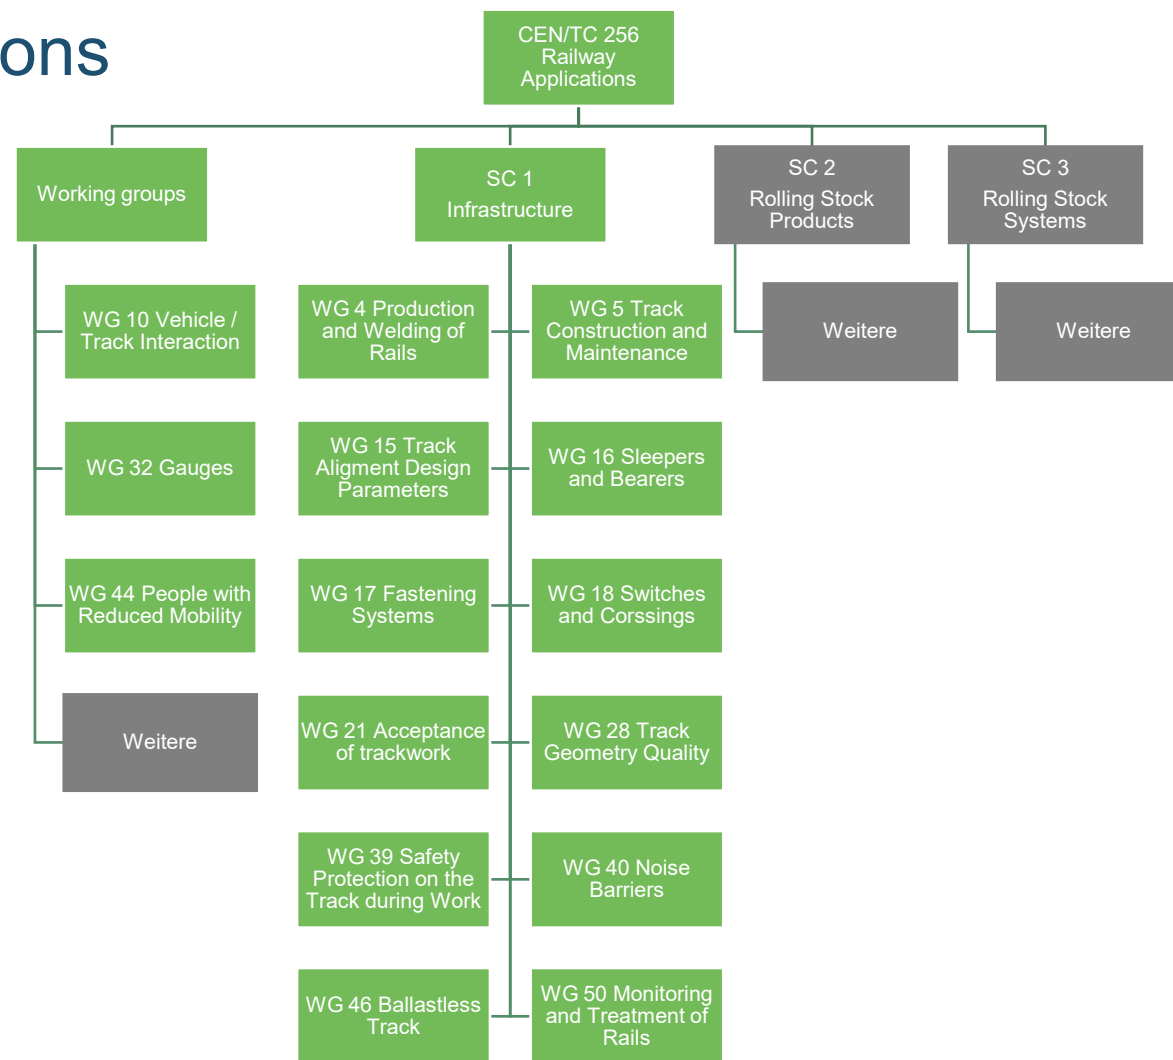 ons
CEN/TC 256
Railway
Applications
Working groups
SC 1
Infrastructure
SC 2
Rolling Stock
Products
SC 3
Rolling Stock
Systems
WG 10 Vehicle /
Track Interaction
WG 32 Gauges
WG 44 People with
Reduced Mobility
Weitere
WG 4 Production
and Welding of
Rails
WG 5 Track
Construction and
Maintenance
WG 15 Track
Aligment Design
Parameters
WG 16 Sleepers
and Bearers
WG 17 Fastening
Systems
WG 18 Switches
and Corssings
WG 21 Acceptance
of trackwork
WG 28 Track
Geometry Quality
WG 39 Safety
Protection on the
Track during Work
WG 40 Noise
Barriers
WG 46 Ballastless
Track
WG 50 Monitoring
and Treatment of
Rails
Weitere
Weitere